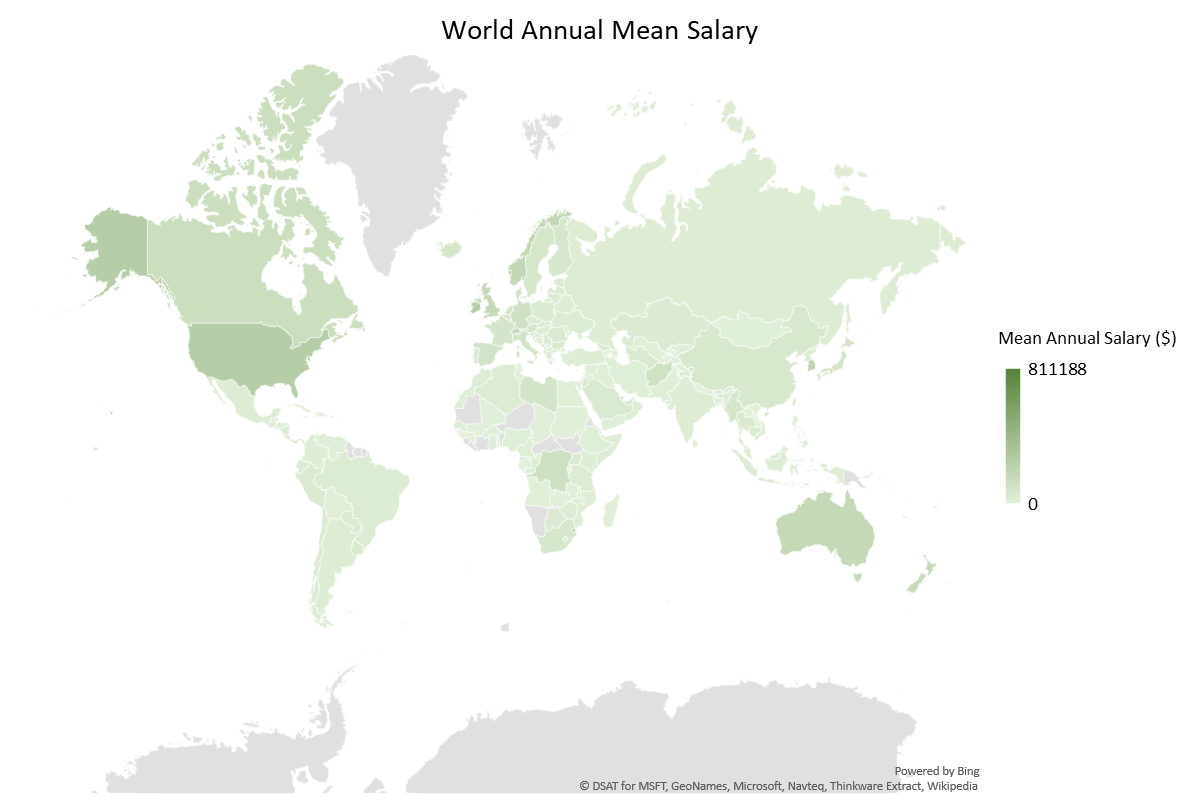 World Annual Mean Salary
Mean Annual Salary ($)
811188
0
Powered by Bing
© DSAT for MSFT, GeoNames, Microsoft, Navteq, Thinkware Extract, Wikipedia